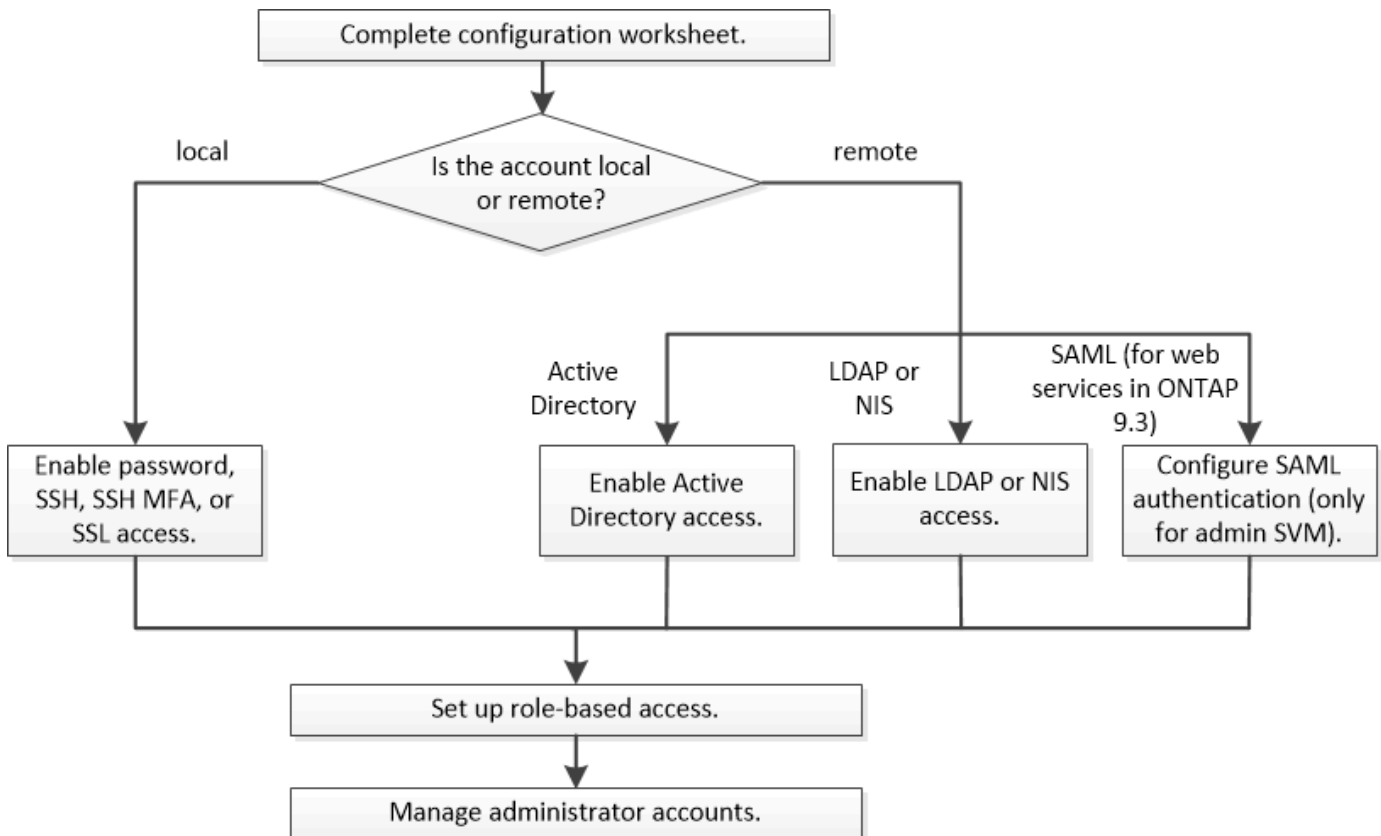 Complete configuration worksheet.
local
remote
Is the account local
or remote?
Active
Directory
LDAP or
NIS
SAML (for web
services in ONTAP
9.3)
Enable password,
SSH, SSH MFA, or
SSL access.
Enable Active
Directory access.
Enable LDAP or NIS
access.
Configure SAML
authentication (only
for admin SVM).
Set up role-based access.
Manage administrator accounts.